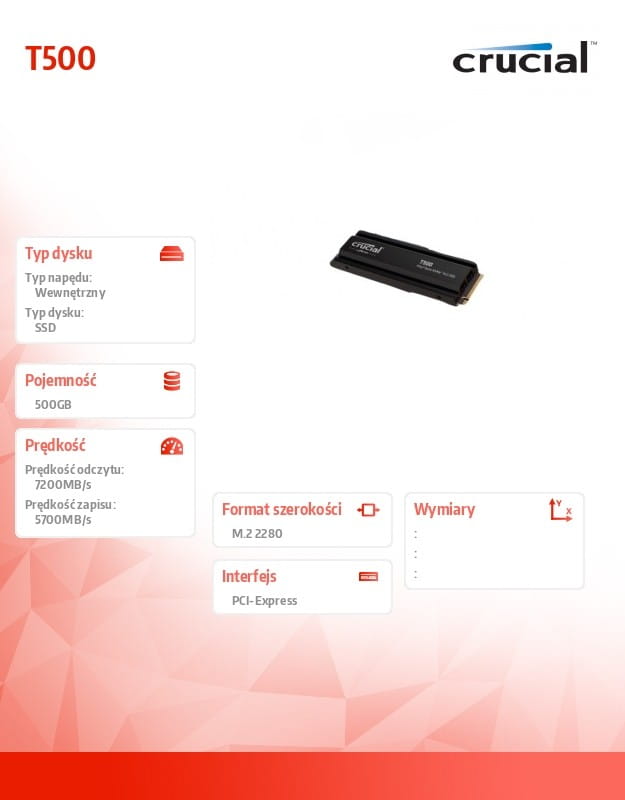 T500
crucial™
crucial
T500
Typ dysku
Typ napędu:
Wewnętrzny
Typ dysku:
SSD
Pojemność
500GB
Prędkość
Prędkość odczytu:
7200MB/s
Prędkość zapisu:
5700MB/s
Format szerokości
M.2 2280
Interfejs
PCI-Express
Wymiary
Y
X
:
:
: